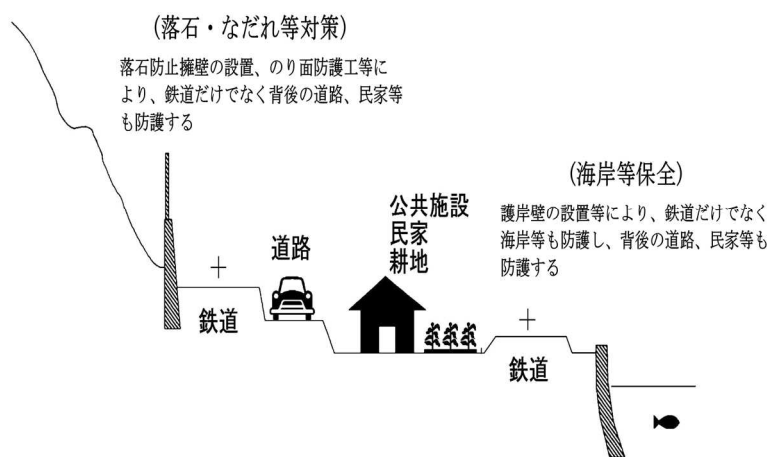 (落石・なだれ等対策)
落石防止擁壁の設置、のり面防護工等に
より、鉄道だけでなく背後の道路、民家等
も防護する
(海岸等保全)
護岸壁の設置等により、鉄道だけでなく
海岸等も防護し、背後の道路、民家等も
防護する
公共施設
民家
耕地
道路
鉄道
鉄道